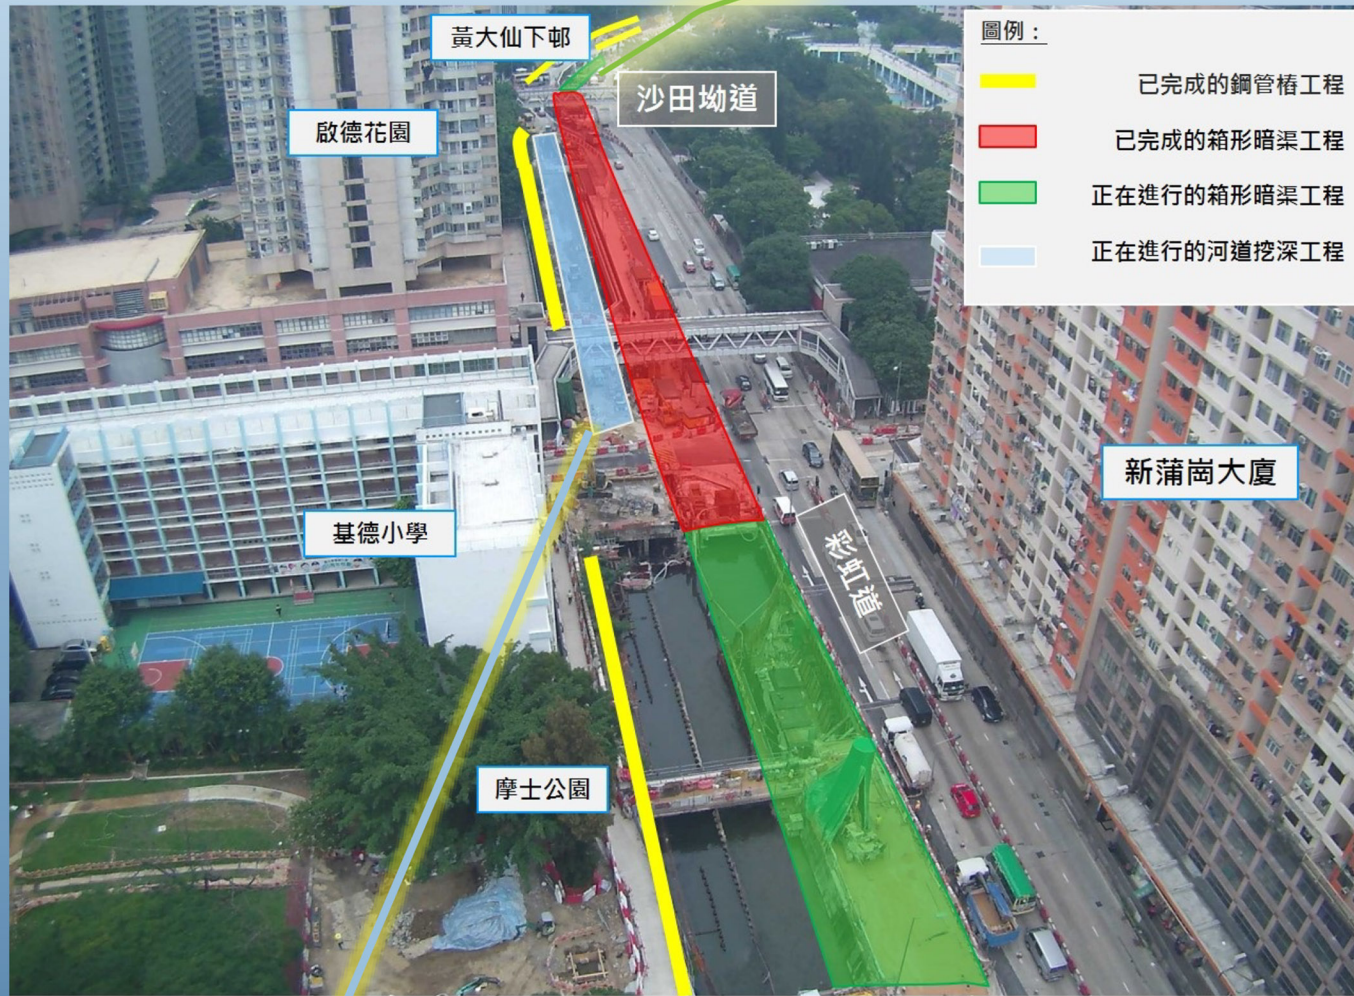 黃大仙下邨
沙田坳道
啟德花園
圖例：
已完成的鋼管樁工程
已完成的箱形暗渠工程
正在進行的箱形暗渠工程
正在進行的河道挖深工程
新蒲崗大廈
基德小學
彩虹道
摩士公園